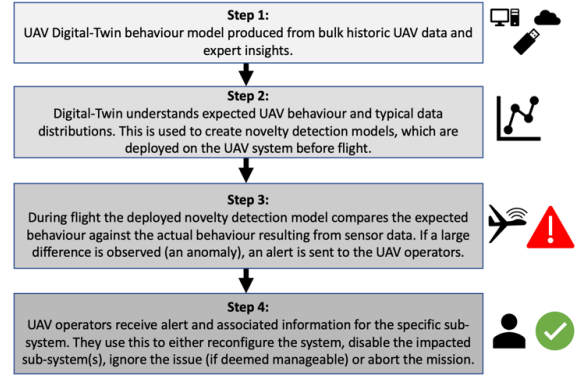 Step 1:
UAV Digital-Twin behaviour model produced from bulk historic UAV data and
expert insights.
Step 2:
Digital-Twin understands expected UAV behaviour and typical data
distributions. This is used to create novelty detection models, which are
deployed on the UAV system before flight.
Step 3:
During flight the deployed novelty detection model compares the expected
behaviour against the actual behaviour resulting from sensor data. If a large
difference is observed (an anomaly), an alert is sent to the UAV operators.
Step 4:
UAV operators receive alert and associated information for the specific sub-
system. They use this to either reconfigure the system, disable the impacted
sub-system(s), ignore the issue (if deemed manageable) or abort the mission.